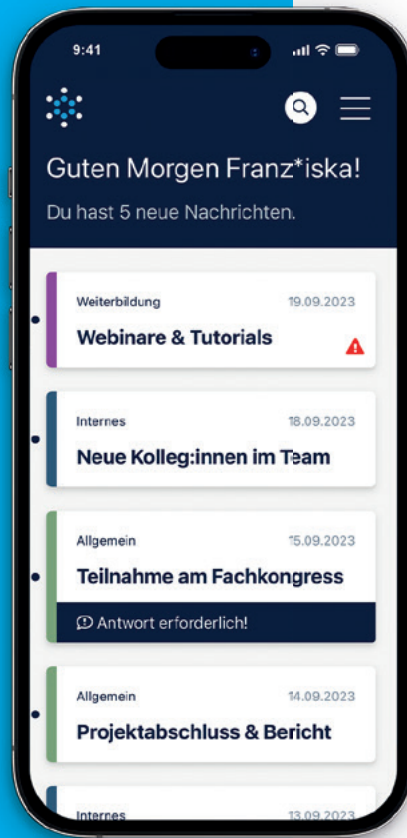 9:41
Guten Morgen Franz*iska!
Du hast 5 neue Nachrichten.
Weiterbildung 19.09.2023
Webinare & Tutorials
Internes 18.09.2023
Neue Kolleg:innen im Team
Allgemein 15.09.2023
Teilnahme am Fachkongress
Antwort erforderlich!
Allgemein 14.09.2023
Projektabschluss & Bericht
Internes 13.09.2023